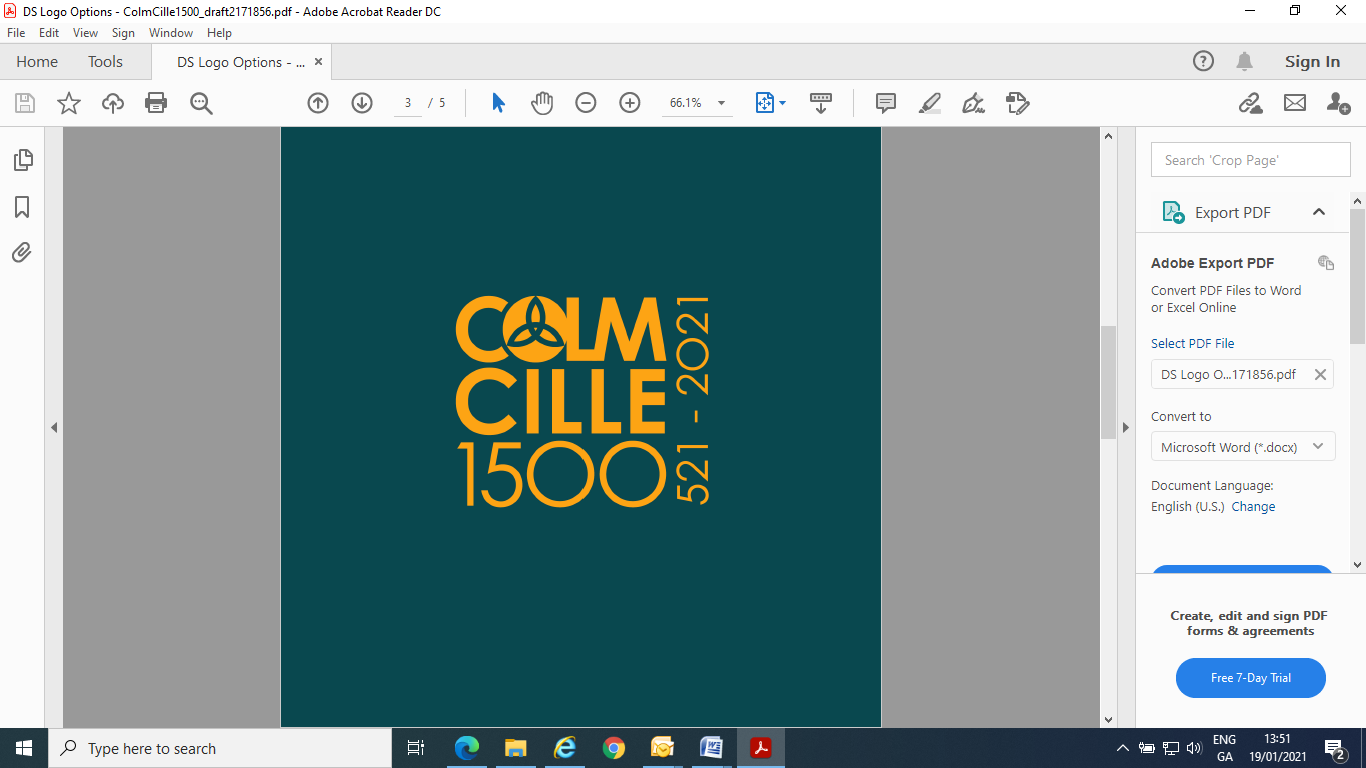 DS Logo Options - ColmCille1500_draft2171856.pdf - Adobe Acrobat Reader DC
File Edit View Sign Window Help
Home Tools DS Logo Options - ... Sign In
3 / 5 66.1%
Search 'Crop Page'
Export PDF
Adobe Export PDF
Convert PDF Files to Word
or Excel Online
Select PDF File
DS Logo O...171856.pdf
Convert to
Microsoft Word (*.docx)
Document Language:
English (U.S.) Change
Create, edit and sign PDF
forms & agreements
Free 7-Day Trial
COLM
CILLE
1500
521 - 2021
Type here to search
ENG
GA
13:51
19/01/2021
2